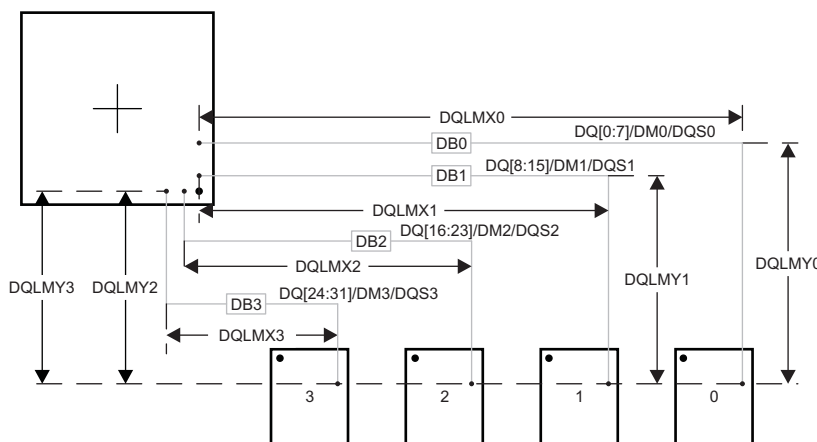 DQLMX0
DQ[0:7]/DM0/DQS0
DB0
DQ[8:15]/DM1/DQS1
DB1
DQLMX1
DQ[16:23]/DM2/DQS2
DB2
DQLMX2
DQLMY3
DQLMY2
DQLMY1
DQLMY0
DQ[24:31]/DM3/DQS3
DB3
DQLMX3
3
2
1
0